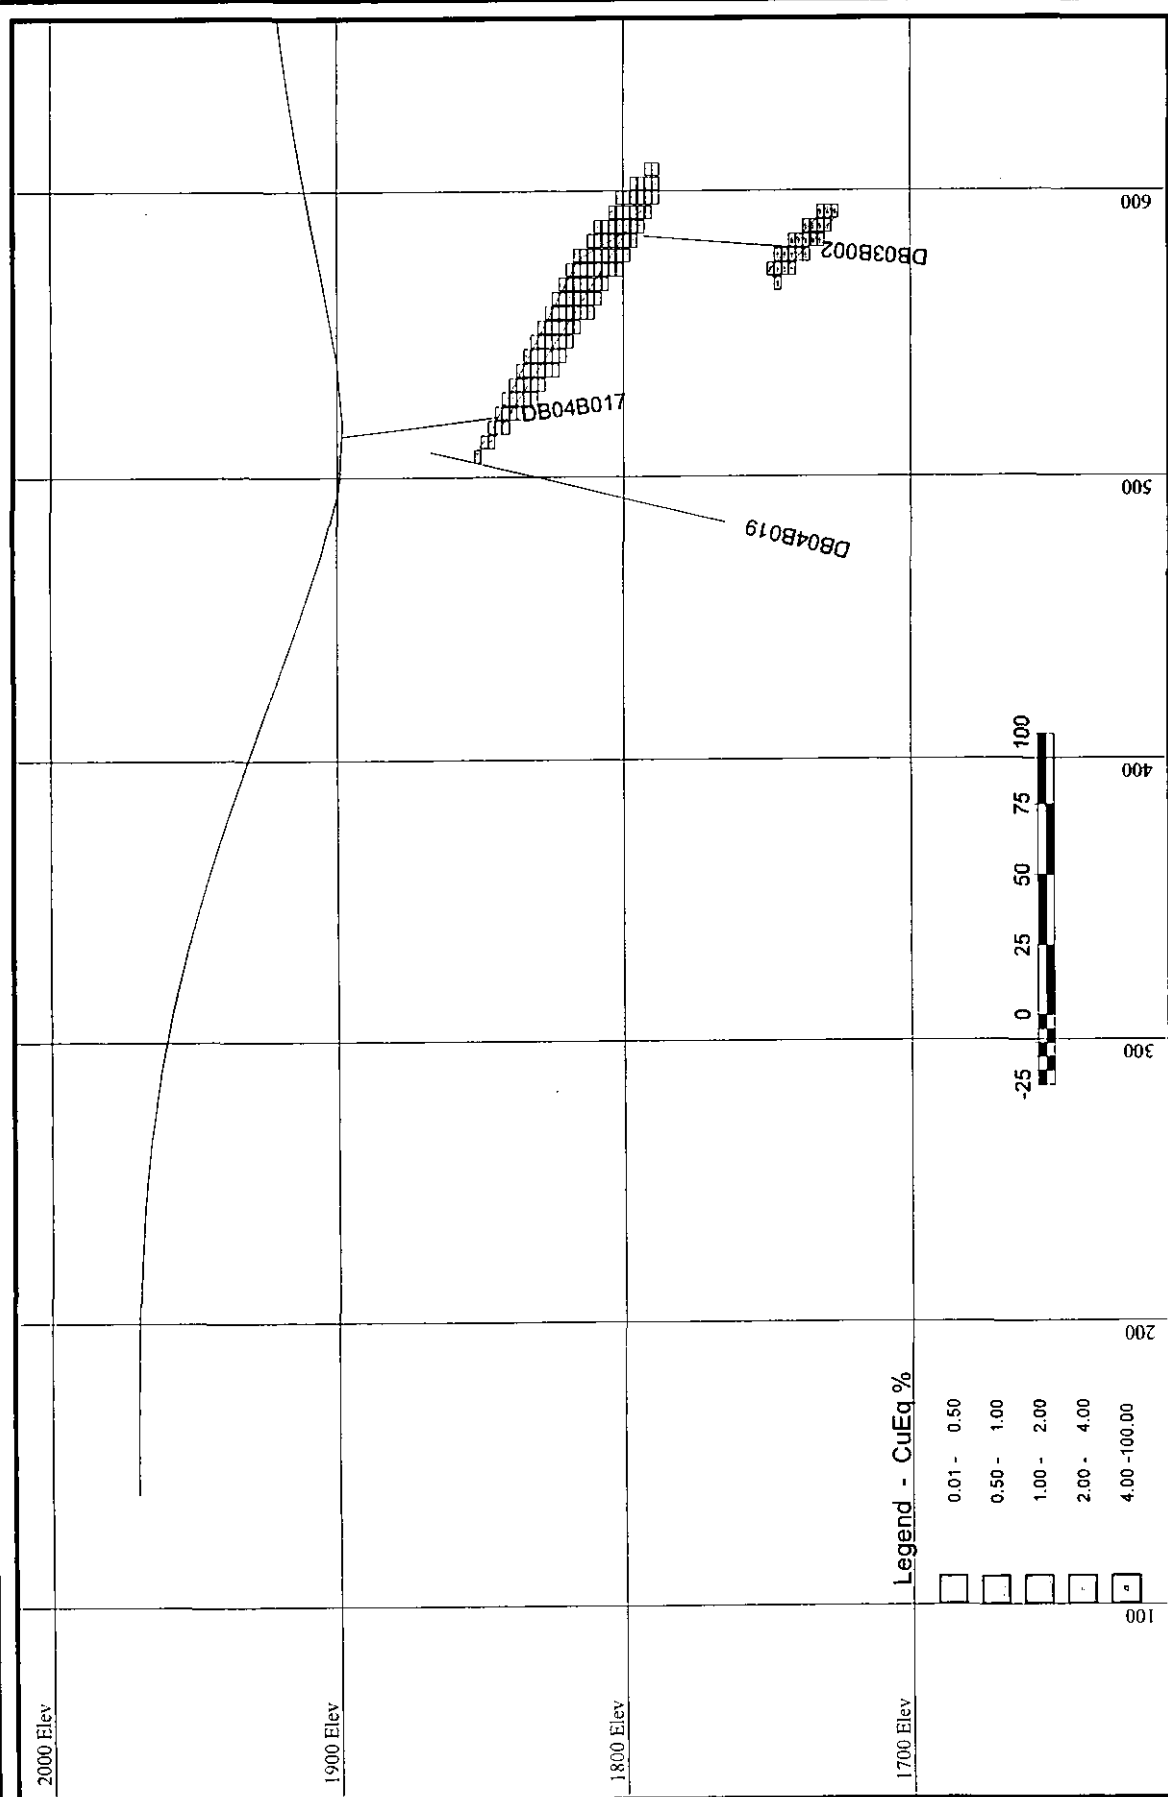 2000 Elev
1900 Elev
1800 Elev
1700 Elev
100
200
300
400
500
600
DB04B017
DB04B019
DB03B002
-25 0 25 50 75 100
Legend - CuEq %
0.01 - 0.50
0.50 - 1.00
1.00 - 2.00
2.00 - 4.00
4.00 -100.00